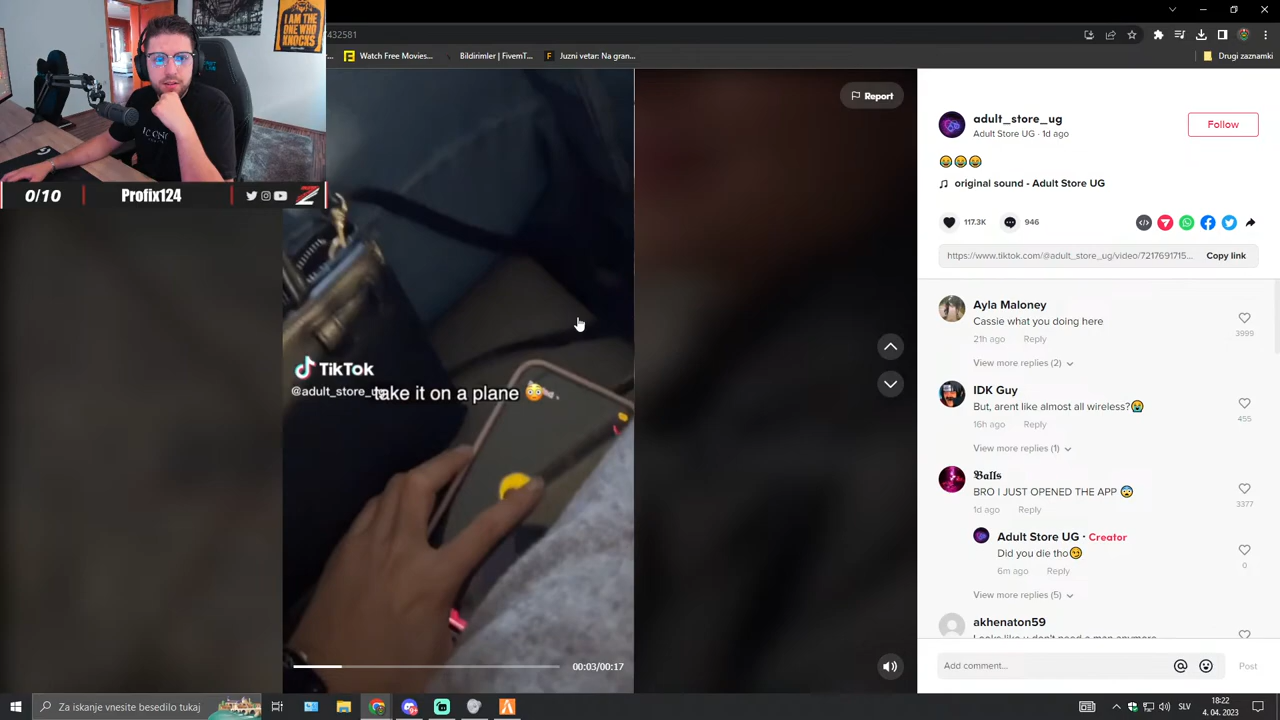 I AM THE
ONE WHO
KNOCKS
432581
Watch Free Movies...
Bildirimler | FivemT...
Juzni vetar: Na gran...
Drugi zaznamki
0/10
Profix124
TikTok
take it on a plane 😳
Report
adult_store_ug
Adult Store UG · 1d ago
Follow
😂😂😂
original sound - Adult Store UG
117.3K
946
https://www.tiktok.com/@adult_store_ug/video/7217691715...
Copy link
Ayla Maloney
Cassie what you doing here
21h ago
Reply
3999
View more replies (2)
IDK Guy
But, arent like almost all wireless?😭
16h ago
Reply
455
View more replies (1)
𝕭𝖆𝖑𝖑𝖘
BRO I JUST OPENED THE APP 😨
1d ago
Reply
3377
Adult Store UG · Creator
Did you die tho😏
6m ago
Reply
0
View more replies (5)
akhenaton59
00:03/00:17
Add comment...
Post
Za iskanje vnesite besedilo tukaj
SLV
18:22
4. 04. 2023